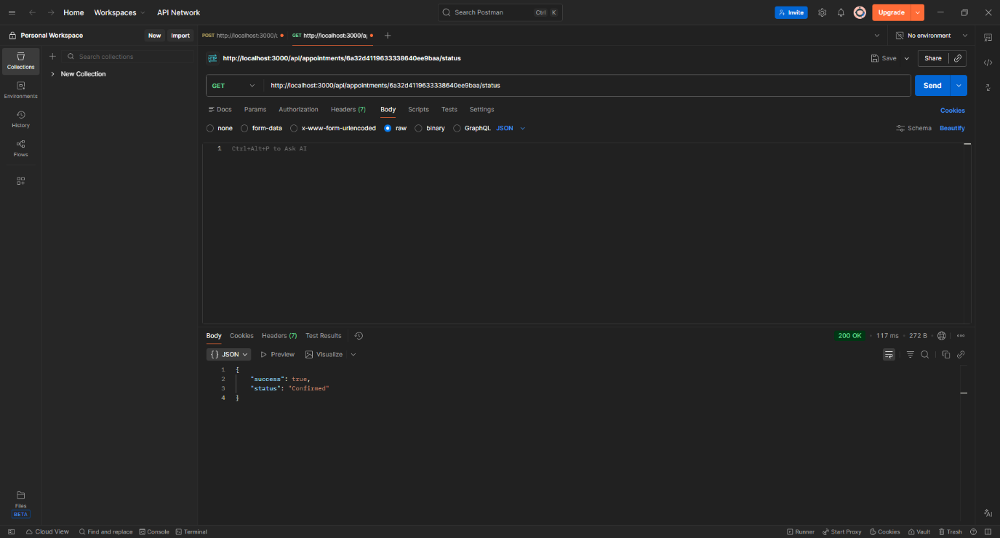 Home Workspaces API Network Search Postman Ctrl K Invite Upgrade
Personal Workspace New Import POST http://localhost:3000/ GET http://localhost:3000/ No environment
Collections
Search collections
New Collection
Environments
History
Flows
http://localhost:3000/api/appointments/6a32d4119633338640ee9baa/status Save Share
GET http://localhost:3000/api/appointments/6a32d4119633338640ee9baa/status Send
Docs Params Authorization Headers (7) Body Scripts Tests Settings Cookies
none form-data x-www-form-urlencoded raw binary GraphQL JSON Schema Beautify
1 Ctrl+Alt+P to Ask AI
Body Cookies Headers (7) Test Results 200 OK • 117 ms • 272 B
{ } JSON Preview Visualize
1 {
2 "success": true,
3 "status": "Confirmed"
4 }
Files
BETA
AI
Cloud View Find and replace Console Terminal Runner Start Proxy Cookies Vault Trash